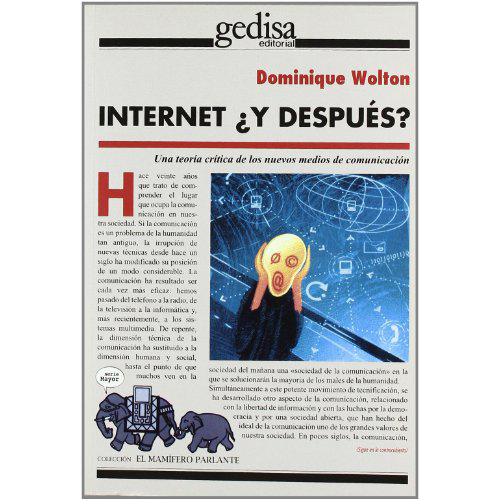 gedisa
editorial
Dominique Wolton
INTERNET ¿Y DESPUÉS?
Una teoría crítica de los nuevos medios de comunicación
Hace veinte años
que trato de com-
prender el lugar
que ocupa la comu-
nicación en nues-
tra sociedad. Si la comunicación
es un problema de la humanidad
tan antiguo, la irrupción de
nuevas técnicas desde hace un
siglo ha modificado su posición
de un modo considerable. La
comunicación ha resultado ser
cada vez más eficaz: hemos
pasado del teléfono a la radio, de
la televisión a la informática y,
más recientemente, a los sis-
temas multimedia. De repente,
la dimensión técnica de la
comunicación ha sustituido a la
dimensión humana y social,
hasta el punto de que
muchos ven en la
sociedad del mañana una «sociedad de la comunicación» en la
que se solucionarán la mayoría de los males de la humanidad.
Simultáneamente a este potente movimiento de tecnificación, se
ha desarrollado otro aspecto de la comunicación, relacionado
con la libertad de información y con las luchas por la demo-
cracia y por una sociedad abierta, que han hecho del
ideal de la comunicación uno de los grandes valores de
nuestra sociedad. En pocos siglos, la comunicación,
(Sigue en la contracubierta)
serie
Mayor
COLECCIÓN EL MAMÍFERO PARLANTE